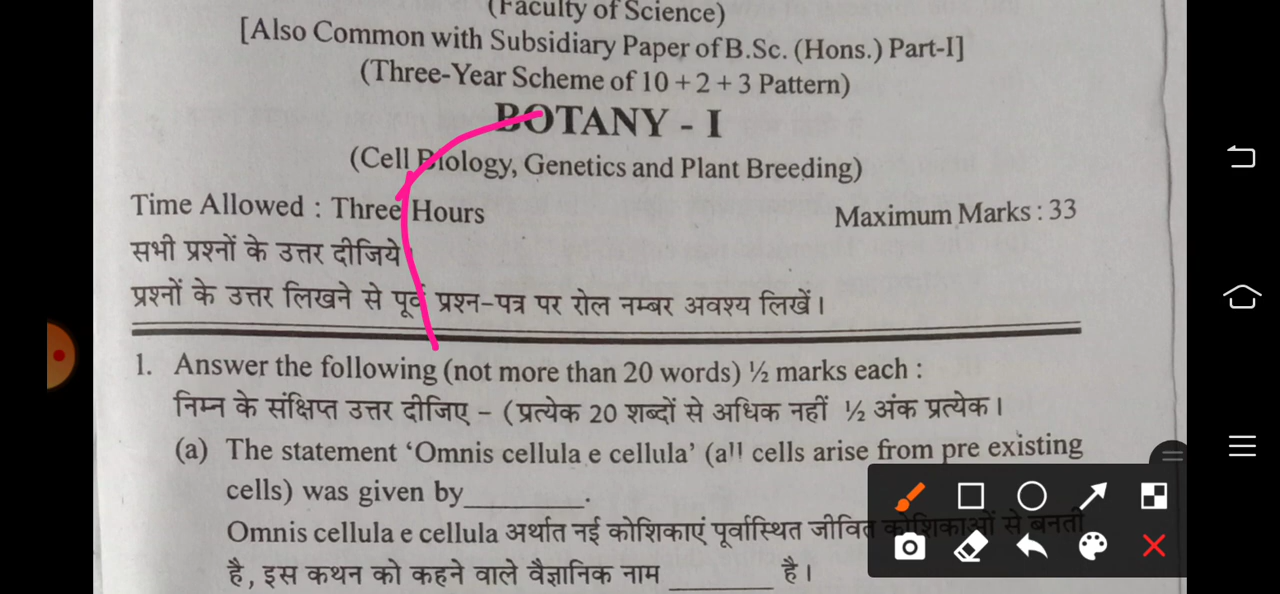 (Faculty of Science)
[Also Common with Subsidiary Paper of B.Sc. (Hons.) Part-I]
(Three-Year Scheme of 10 + 2 + 3 Pattern)
BOTANY - I
(Cell Biology, Genetics and Plant Breeding)
Time Allowed : Three Hours Maximum Marks : 33
सभी प्रश्नों के उत्तर दीजिये।
प्रश्नों के उत्तर लिखने से पूर्व प्रश्न-पत्र पर रोल नम्बर अवश्य लिखें।
1. Answer the following (not more than 20 words) ½ marks each :
निम्न के संक्षिप्त उत्तर दीजिए - (प्रत्येक 20 शब्दों से अधिक नहीं ½ अंक प्रत्येक।
(a) The statement ‘Omnis cellula e cellula’ (all cells arise from pre existing
cells) was given by________.
Omnis cellula e cellula अर्थात नई कोशिकाएं पूर्वास्थित जीवित कोशिकाओं से बनती
है, इस कथन को कहने वाले वैज्ञानिक नाम ________ है।